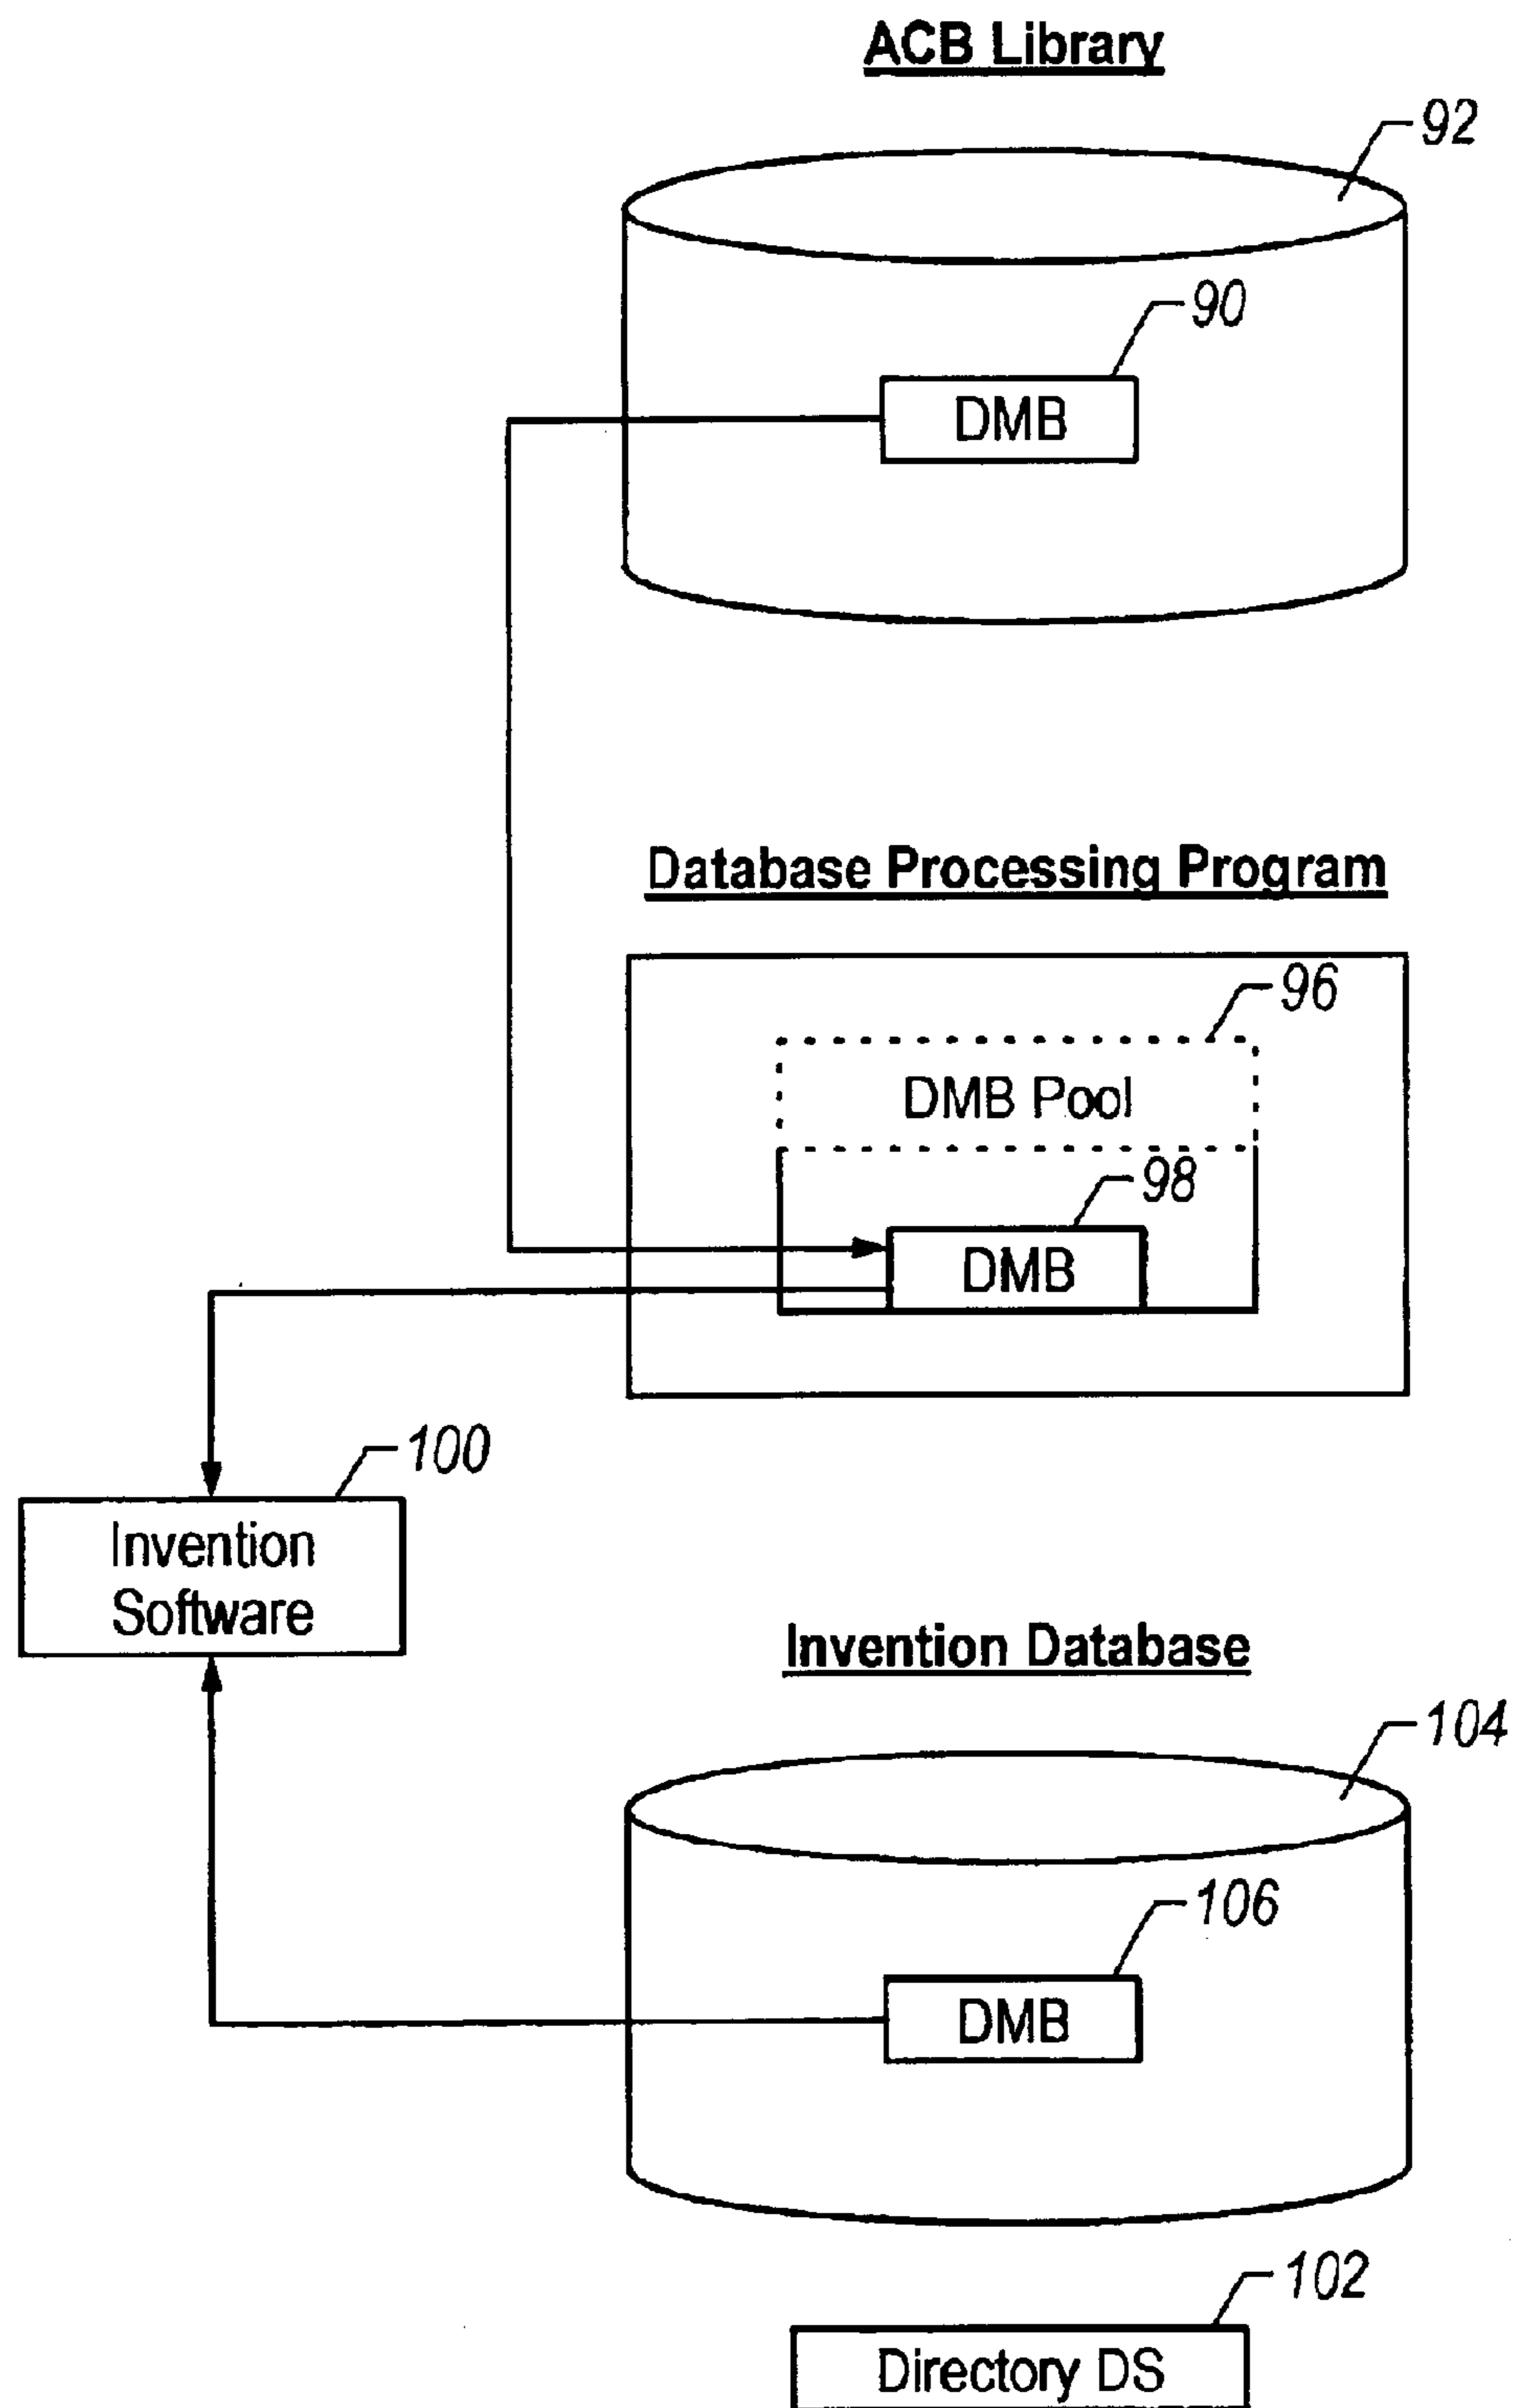 ACB Library
92
90
DMB
Database Processing Program
96
DMB Pool
98
DMB
100
Invention
Software
Invention Database
104
106
DMB
102
Directory DS